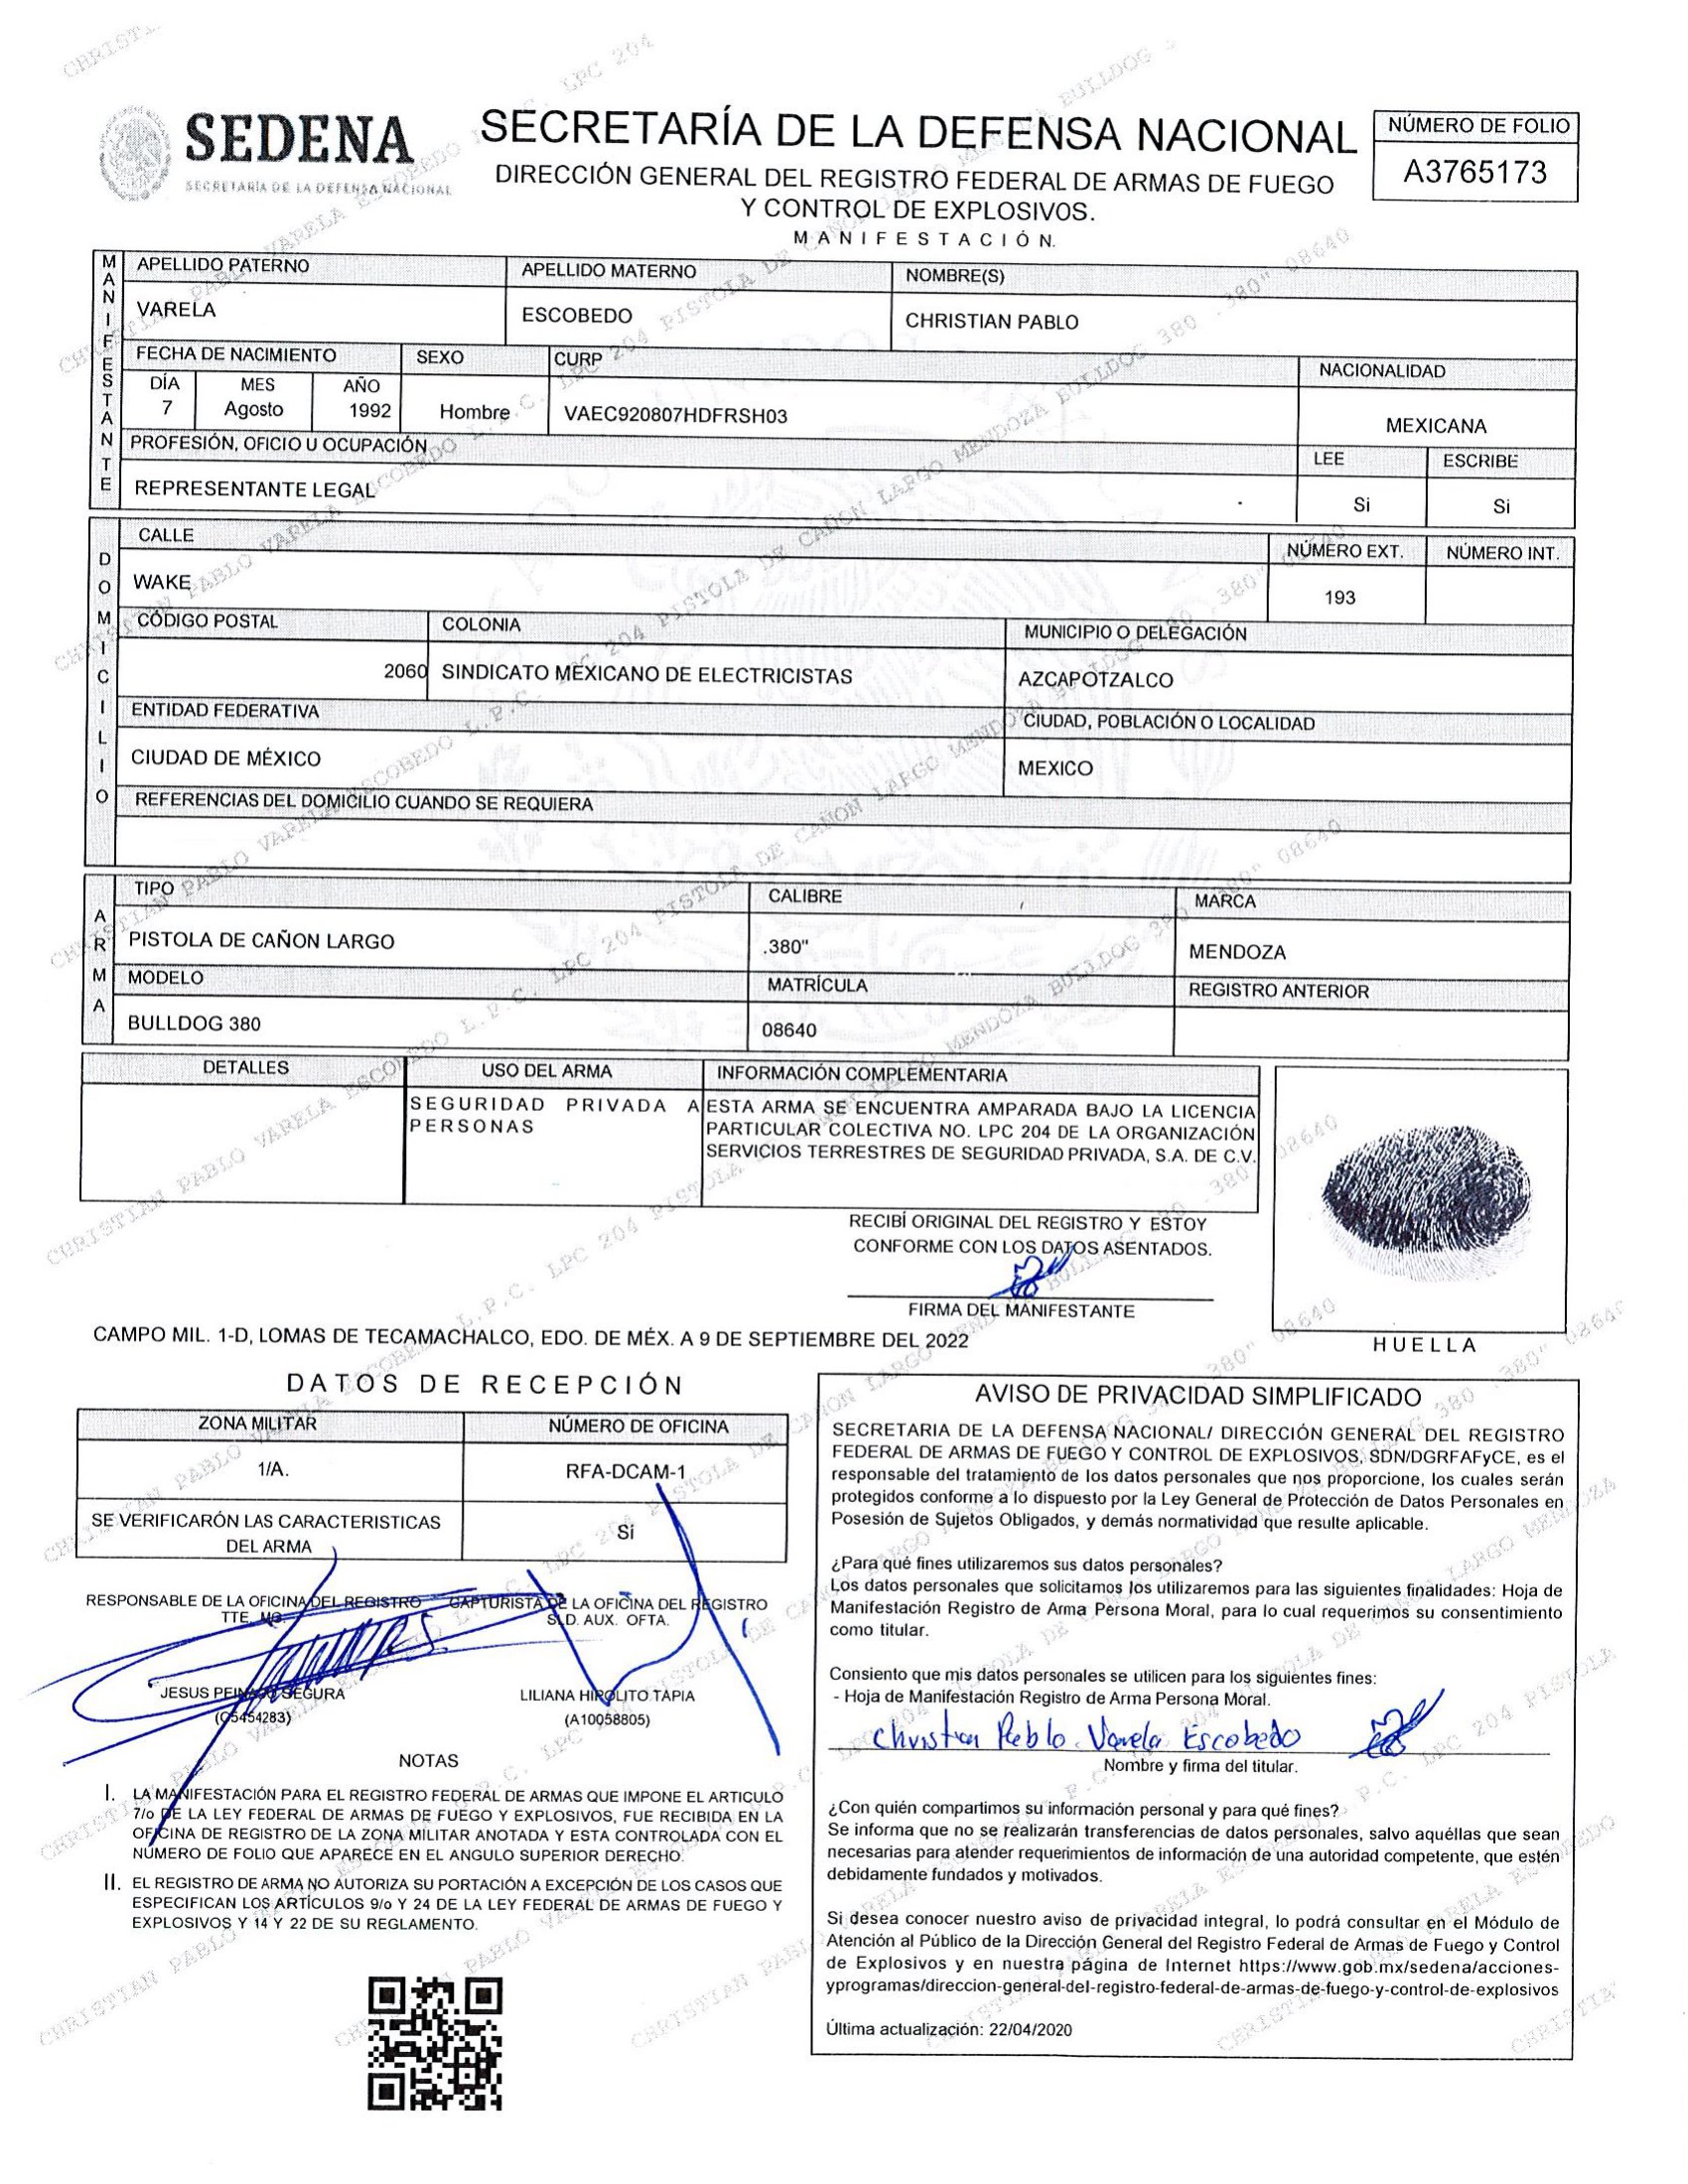 SEDENA
SECRETARÍA DE LA DEFENSA NACIONAL
SECRETARÍA DE LA DEFENSA NACIONAL
DIRECCIÓN GENERAL DEL REGISTRO FEDERAL DE ARMAS DE FUEGO
Y CONTROL DE EXPLOSIVOS.
MANIFESTACIÓN.
NÚMERO DE FOLIO
A3765173
MANIFESTANTE
APELLIDO PATERNO APELLIDO MATERNO NOMBRE(S)
VARELA ESCOBEDO CHRISTIAN PABLO
FECHA DE NACIMIENTO SEXO CURP NACIONALIDAD
DÍA MES AÑO
7 Agosto 1992 Hombre VAEC920807HDFRSH03 MEXICANA
PROFESIÓN, OFICIO U OCUPACIÓN LEE ESCRIBE
REPRESENTANTE LEGAL Si Si
DOMICILIO
CALLE NÚMERO EXT. NÚMERO INT.
WAKE 193
CÓDIGO POSTAL COLONIA MUNICIPIO O DELEGACIÓN
2060 SINDICATO MEXICANO DE ELECTRICISTAS AZCAPOTZALCO
ENTIDAD FEDERATIVA CIUDAD, POBLACIÓN O LOCALIDAD
CIUDAD DE MÉXICO MEXICO
REFERENCIAS DEL DOMICILIO CUANDO SE REQUIERA
ARMA
TIPO CALIBRE MARCA
PISTOLA DE CAÑON LARGO .380" MENDOZA
MODELO MATRÍCULA REGISTRO ANTERIOR
BULLDOG 380 08640
DETALLES USO DEL ARMA INFORMACIÓN COMPLEMENTARIA
SEGURIDAD PRIVADA A PERSONAS
ESTA ARMA SE ENCUENTRA AMPARADA BAJO LA LICENCIA
PARTICULAR COLECTIVA NO. LPC 204 DE LA ORGANIZACIÓN
SERVICIOS TERRESTRES DE SEGURIDAD PRIVADA, S.A. DE C.V.
RECIBÍ ORIGINAL DEL REGISTRO Y ESTOY
CONFORME CON LOS DATOS ASENTADOS.
FIRMA DEL MANIFESTANTE
HUELLA
CAMPO MIL. 1-D, LOMAS DE TECAMACHALCO, EDO. DE MÉX. A 9 DE SEPTIEMBRE DEL 2022
DATOS DE RECEPCIÓN
ZONA MILITAR NÚMERO DE OFICINA
1/A. RFA-DCAM-1
SE VERIFICARÓN LAS CARACTERISTICAS
DEL ARMA
Si
RESPONSABLE DE LA OFICINA DEL REGISTRO CAPTURISTA DE LA OFICINA DEL REGISTRO
TTE. SLD. AUX. OFTA.
JESUS PEINADO SEGURA LILIANA HIPOLITO TAPIA
(C5454283) (A10058805)
NOTAS
I. LA MANIFESTACIÓN PARA EL REGISTRO FEDERAL DE ARMAS QUE IMPONE EL ARTICULO
7/o DE LA LEY FEDERAL DE ARMAS DE FUEGO Y EXPLOSIVOS, FUE RECIBIDA EN LA
OFICINA DE REGISTRO DE LA ZONA MILITAR ANOTADA Y ESTA CONTROLADA CON EL
NÚMERO DE FOLIO QUE APARECE EN EL ANGULO SUPERIOR DERECHO.
II. EL REGISTRO DE ARMA NO AUTORIZA SU PORTACIÓN A EXCEPCIÓN DE LOS CASOS QUE
ESPECIFICAN LOS ARTÍCULOS 9/o Y 24 DE LA LEY FEDERAL DE ARMAS DE FUEGO Y
EXPLOSIVOS Y 14 Y 22 DE SU REGLAMENTO.
AVISO DE PRIVACIDAD SIMPLIFICADO
SECRETARIA DE LA DEFENSA NACIONAL/ DIRECCIÓN GENERAL DEL REGISTRO
FEDERAL DE ARMAS DE FUEGO Y CONTROL DE EXPLOSIVOS, SDN/DGRFAFyCE, es el
responsable del tratamiento de los datos personales que nos proporcione, los cuales serán
protegidos conforme a lo dispuesto por la Ley General de Protección de Datos Personales en
Posesión de Sujetos Obligados, y demás normatividad que resulte aplicable.
¿Para qué fines utilizaremos sus datos personales?
Los datos personales que solicitamos los utilizaremos para las siguientes finalidades: Hoja de
Manifestación Registro de Arma Persona Moral, para lo cual requerimos su consentimiento
como titular.
Consiento que mis datos personales se utilicen para los siguientes fines:
- Hoja de Manifestación Registro de Arma Persona Moral.
Christian Pablo Varela Escobedo
Nombre y firma del titular.
¿Con quién compartimos su información personal y para qué fines?
Se informa que no se realizarán transferencias de datos personales, salvo aquéllas que sean
necesarias para atender requerimientos de información de una autoridad competente, que estén
debidamente fundados y motivados.
Si desea conocer nuestro aviso de privacidad integral, lo podrá consultar en el Módulo de
Atención al Público de la Dirección General del Registro Federal de Armas de Fuego y Control
de Explosivos y en nuestra página de Internet https://www.gob.mx/sedena/acciones-
yprogramas/direccion-general-del-registro-federal-de-armas-de-fuego-y-control-de-explosivos
Última actualización: 22/04/2020